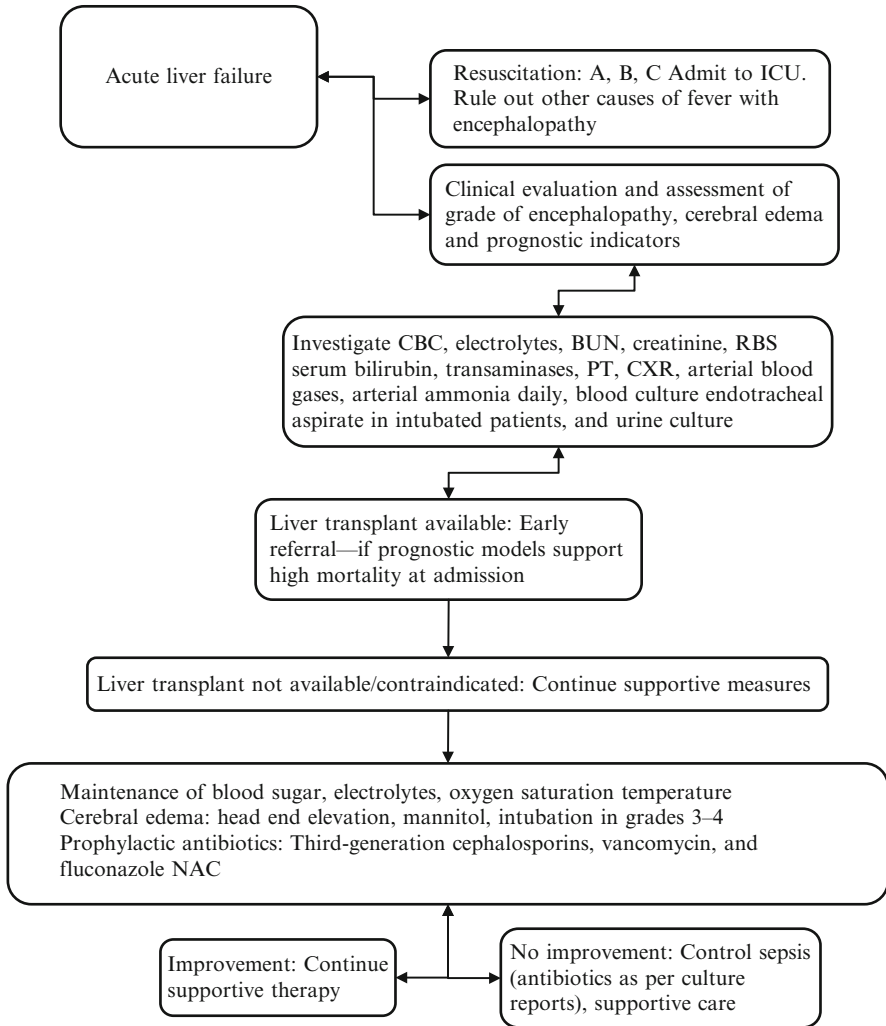 Acute liver failure
Resuscitation: A, B, C Admit to ICU.
Rule out other causes of fever with
encephalopathy
Clinical evaluation and assessment of
grade of encephalopathy, cerebral edema
and prognostic indicators
Investigate CBC, electrolytes, BUN, creatinine, RBS
serum bilirubin, transaminases, PT, CXR, arterial blood
gases, arterial ammonia daily, blood culture endotracheal
aspirate in intubated patients, and urine culture
Liver transplant available: Early
referral—if prognostic models support
high mortality at admission
Liver transplant not available/contraindicated: Continue supportive measures
Maintenance of blood sugar, electrolytes, oxygen saturation temperature
Cerebral edema: head end elevation, mannitol, intubation in grades 3–4
Prophylactic antibiotics: Third-generation cephalosporins, vancomycin, and
fluconazole NAC
Improvement: Continue
supportive therapy
No improvement: Control sepsis
(antibiotics as per culture
reports), supportive care